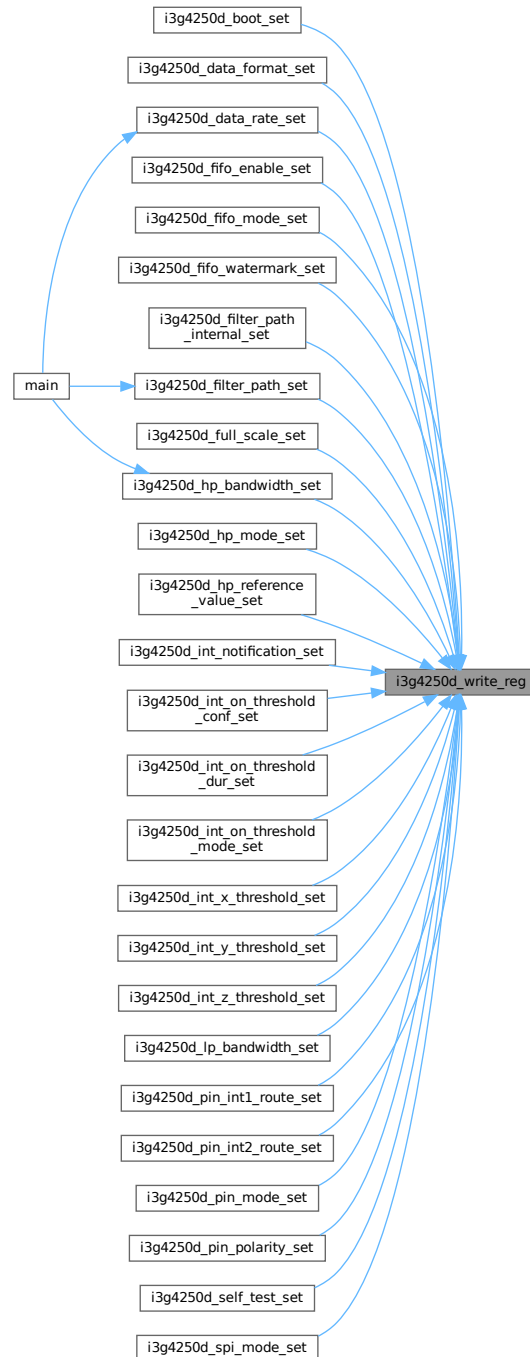 i3g4250d_boot_set
i3g4250d_data_format_set
i3g4250d_data_rate_set
i3g4250d_fifo_enable_set
i3g4250d_fifo_mode_set
i3g4250d_fifo_watermark_set
i3g4250d_filter_path
_internal_set
main
i3g4250d_filter_path_set
i3g4250d_full_scale_set
i3g4250d_hp_bandwidth_set
i3g4250d_hp_mode_set
i3g4250d_hp_reference
_value_set
i3g4250d_int_notification_set
i3g4250d_write_reg
i3g4250d_int_on_threshold
_conf_set
i3g4250d_int_on_threshold
_dur_set
i3g4250d_int_on_threshold
_mode_set
i3g4250d_int_x_threshold_set
i3g4250d_int_y_threshold_set
i3g4250d_int_z_threshold_set
i3g4250d_lp_bandwidth_set
i3g4250d_pin_int1_route_set
i3g4250d_pin_int2_route_set
i3g4250d_pin_mode_set
i3g4250d_pin_polarity_set
i3g4250d_self_test_set
i3g4250d_spi_mode_set